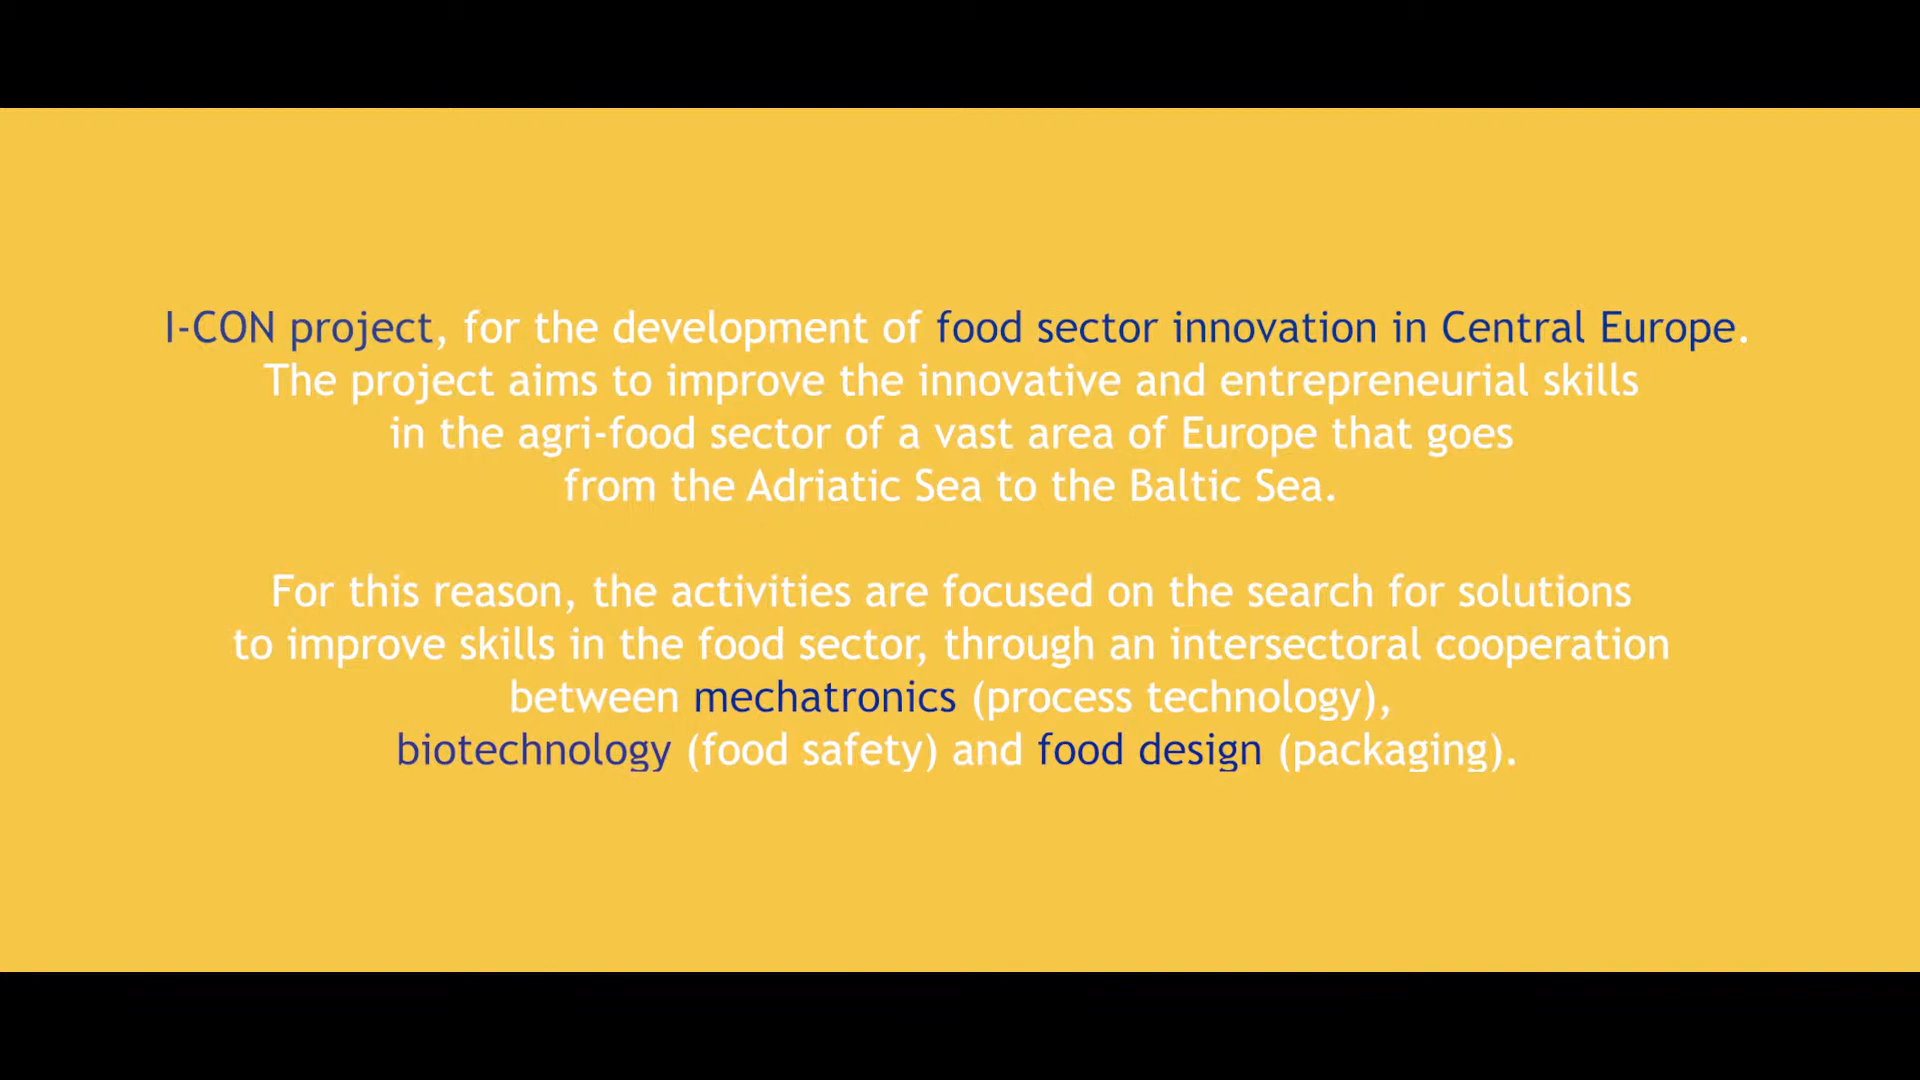 I-CON project, for the development of food sector innovation in Central Europe.
The project aims to improve the innovative and entrepreneurial skills
in the agri-food sector of a vast area of Europe that goes
from the Adriatic Sea to the Baltic Sea.
For this reason, the activities are focused on the search for solutions
to improve skills in the food sector, through an intersectoral cooperation
between mechatronics (process technology),
biotechnology (food safety) and food design (packaging).